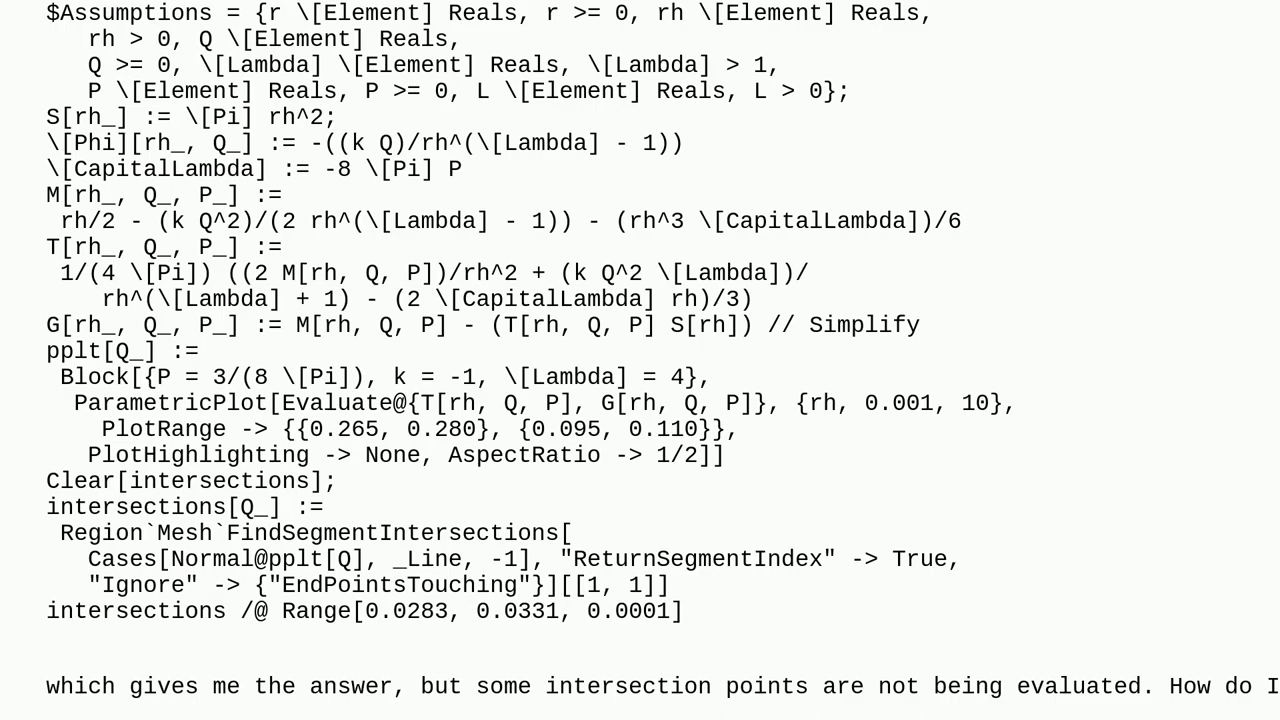 $Assumptions = {r \[Element] Reals, r >= 0, rh \[Element] Reals,
rh > 0, Q \[Element] Reals,
Q >= 0, \[Lambda] \[Element] Reals, \[Lambda] > 1,
P \[Element] Reals, P >= 0, L \[Element] Reals, L > 0};
S[rh_] := \[Pi] rh^2;
\[Phi][rh_, Q_] := -((k Q)/rh^(\[Lambda] - 1))
\[CapitalLambda] := -8 \[Pi] P
M[rh_, Q_, P_] :=
rh/2 - (k Q^2)/(2 rh^(\[Lambda] - 1)) - (rh^3 \[CapitalLambda])/6
T[rh_, Q_, P_] :=
1/(4 \[Pi]) ((2 M[rh, Q, P])/rh^2 + (k Q^2 \[Lambda])/
rh^(\[Lambda] + 1) - (2 \[CapitalLambda] rh)/3)
G[rh_, Q_, P_] := M[rh, Q, P] - (T[rh, Q, P] S[rh]) // Simplify
pplt[Q_] :=
Block[{P = 3/(8 \[Pi]), k = -1, \[Lambda] = 4},
ParametricPlot[Evaluate@{T[rh, Q, P], G[rh, Q, P]}, {rh, 0.001, 10},
PlotRange -> {{0.265, 0.280}, {0.095, 0.110}},
PlotHighlighting -> None, AspectRatio -> 1/2]]
Clear[intersections];
intersections[Q_] :=
Region`Mesh`FindSegmentIntersections[
Cases[Normal@pplt[Q], _Line, -1], "ReturnSegmentIndex" -> True,
"Ignore" -> {"EndPointsTouching"}][[1, 1]]
intersections /@ Range[0.0283, 0.0331, 0.0001]
which gives me the answer, but some intersection points are not being evaluated. How do I